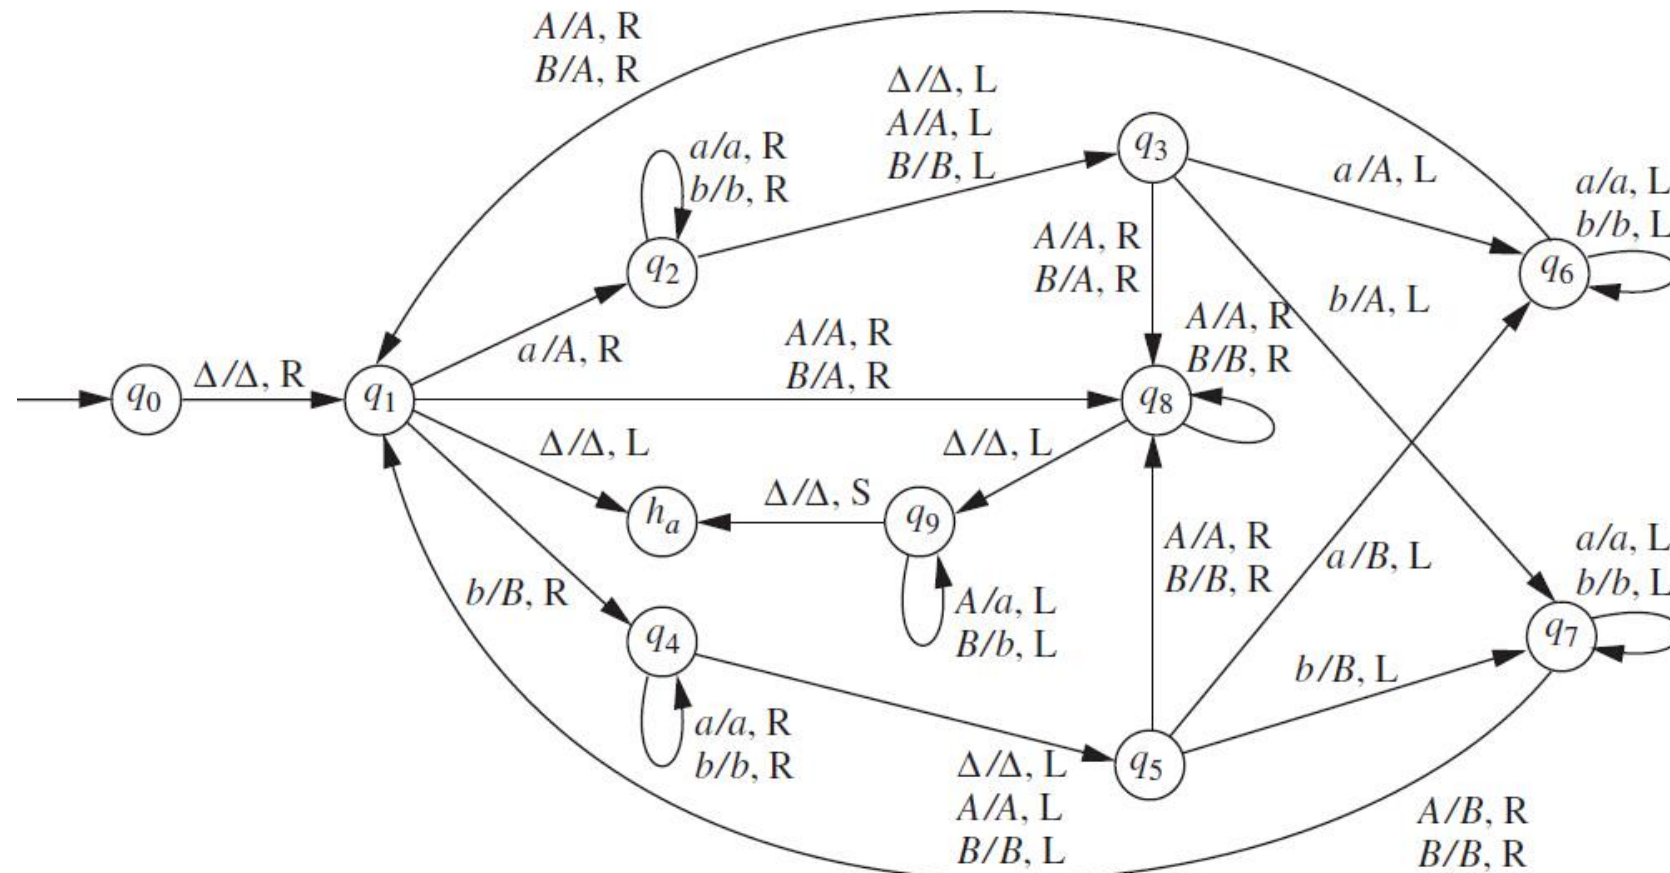 A/A, R
B/A, R
Δ/Δ, L
A/A, L
B/B, L
q3
a/a, R
b/b, R
a/A, L
a/a, L
b/b, L
A/A, R
B/A, R
q2
q6
b/A, L
a/A, R
A/A, R
B/A, R
A/A, R
B/B, R
q0
Δ/Δ, R
q1
q8
Δ/Δ, L
Δ/Δ, L
ha
Δ/Δ, S
q9
A/A, R
B/B, R
a/B, L
a/a, L
b/b, L
b/B, R
A/a, L
B/b, L
q4
q7
b/B, L
a/a, R
b/b, R
q5
Δ/Δ, L
A/A, L
B/B, L
A/B, R
B/B, R